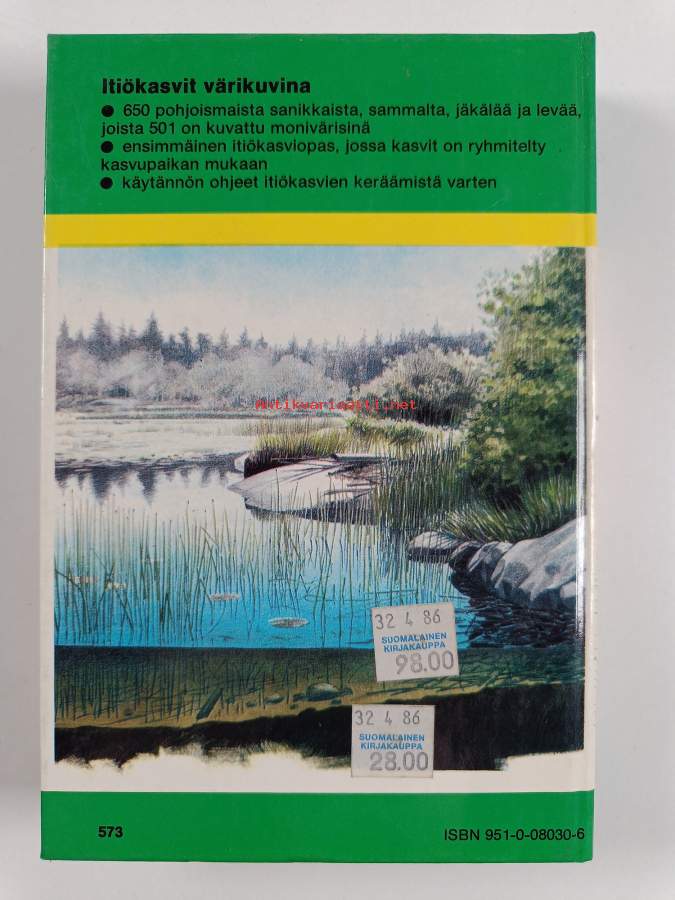 Itiökasvit värikuvina
● 650 pohjoismaista sanikkaista, sammalta, jäkälää ja levää,
joista 501 on kuvattu monivärisinä
● ensimmäinen itiökasviopas, jossa kasvit on ryhmitelty
kasvupaikan mukaan
● käytännön ohjeet itiökasvien keräämistä varten
Antikvariaatti.net
32 4 86
SUOMALAINEN
KIRJAKAUPPA
98.00
32 4 86
SUOMALAINEN
KIRJAKAUPPA
28.00
573
ISBN 951-0-08030-6